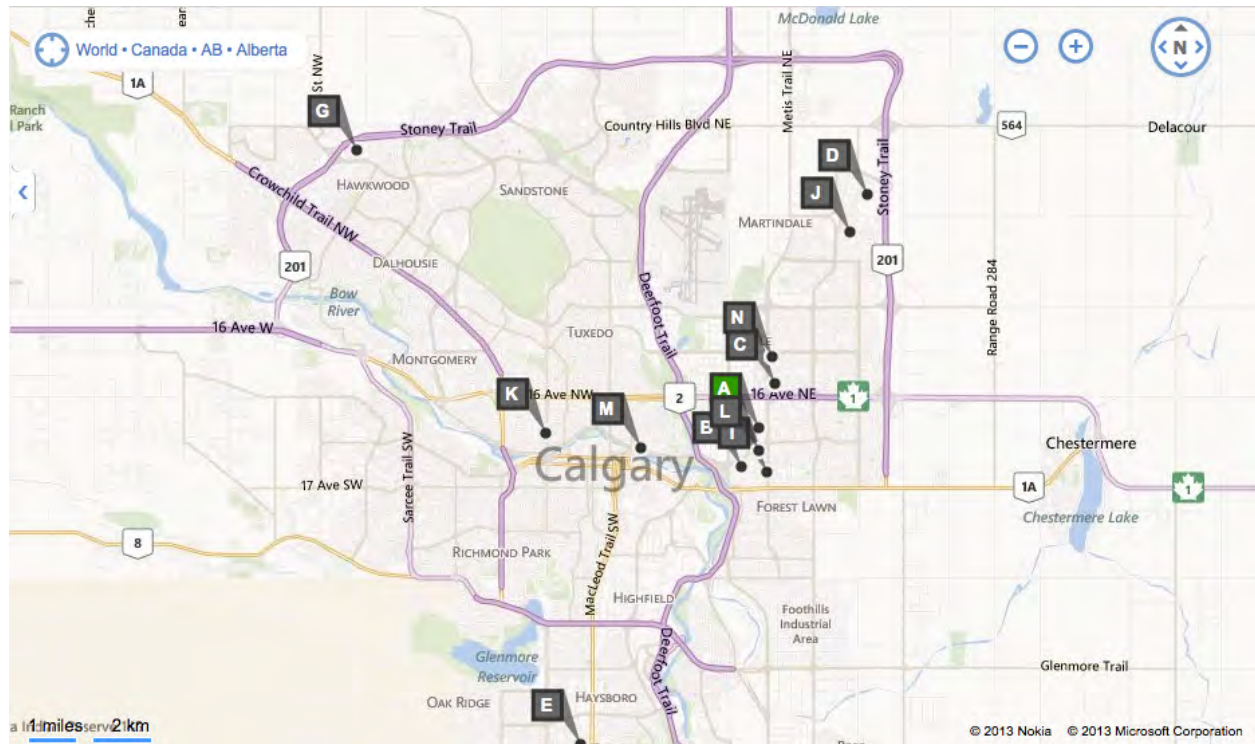 McDonald Lake
World • Canada • AB • Alberta
St NW
Metis Trail NE
N
1A
Ranch
l Park
G
Stoney Trail
Country Hills Blvd NE
564
Delacour
D
HAWKWOOD
SANDSTONE
J
Stoney Trail
MARTINDALE
Crowchild Trail NW
201
DALHOUSIE
201
Bow
River
Deerfoot Trail
Range Road 284
N
16 Ave W
TUXEDO
C
LE
MONTGOMERY
K
16 Ave NW
2
A
16 Ave NE
1
M
L
B
I
Calgary
Chestermere
Sarcee Trail SW
17 Ave SW
1A
1
FOREST LAWN
Chestermere Lake
8
RICHMOND PARK
MacLeod Trail SW
HIGHFIELD
Foothills
Industrial
Area
Deerfoot Trail
Glenmore
Reservoir
Glenmore Trail
OAK RIDGE
E
HAYSBORO
1 miles
2 km
© 2013 Nokia © 2013 Microsoft Corporation